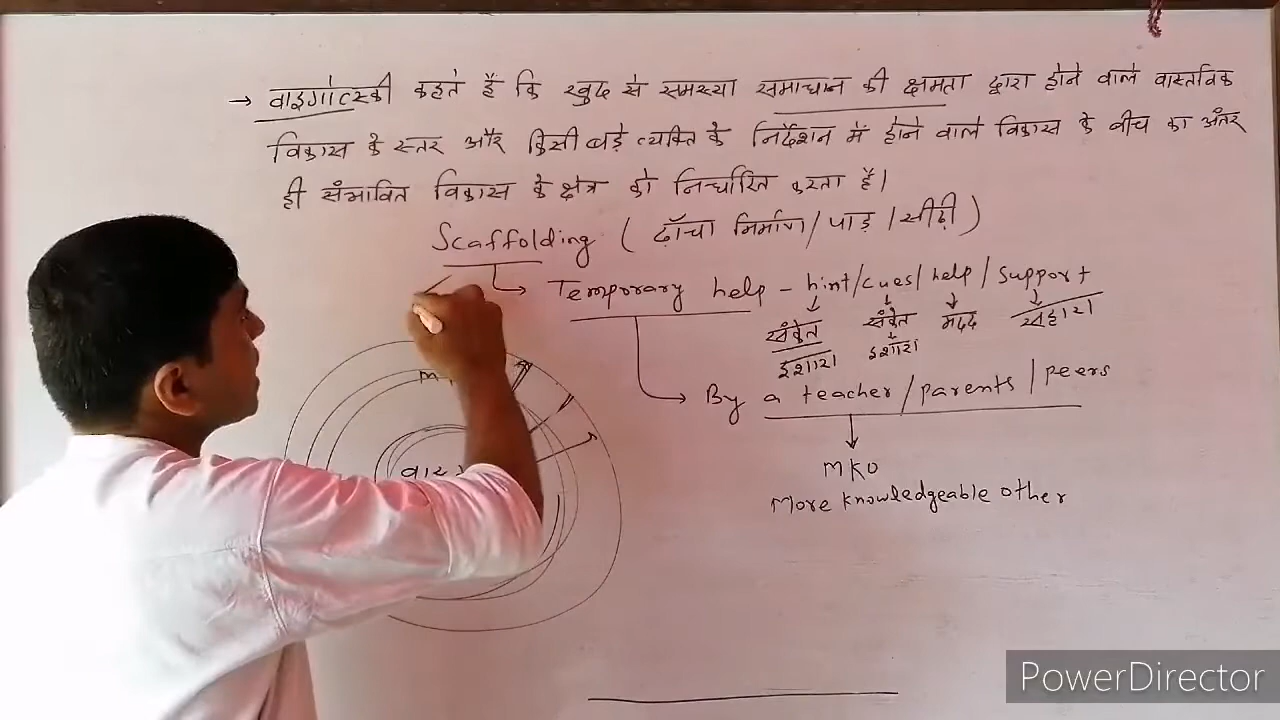 → वाइगोत्स्की कहते हैं कि खुद से समस्या समाधान की क्षमता द्वारा होने वाले वास्तविक
विकास के स्तर और किसी बड़े व्यक्ति के निर्देशन में होने वाले विकास के बीच का अंतर
ही संभावित विकास के क्षेत्र को निर्धारित करता है।
Scaffolding ( ढाँचा निर्माण / पाड़ / सीढ़ी )
Temporary help - hint/cues/help/support
संकेत संकेत मदद सहारा
इशारा इशारा
By a teacher/parents/peers
MKO
More knowledgeable other
PowerDirector